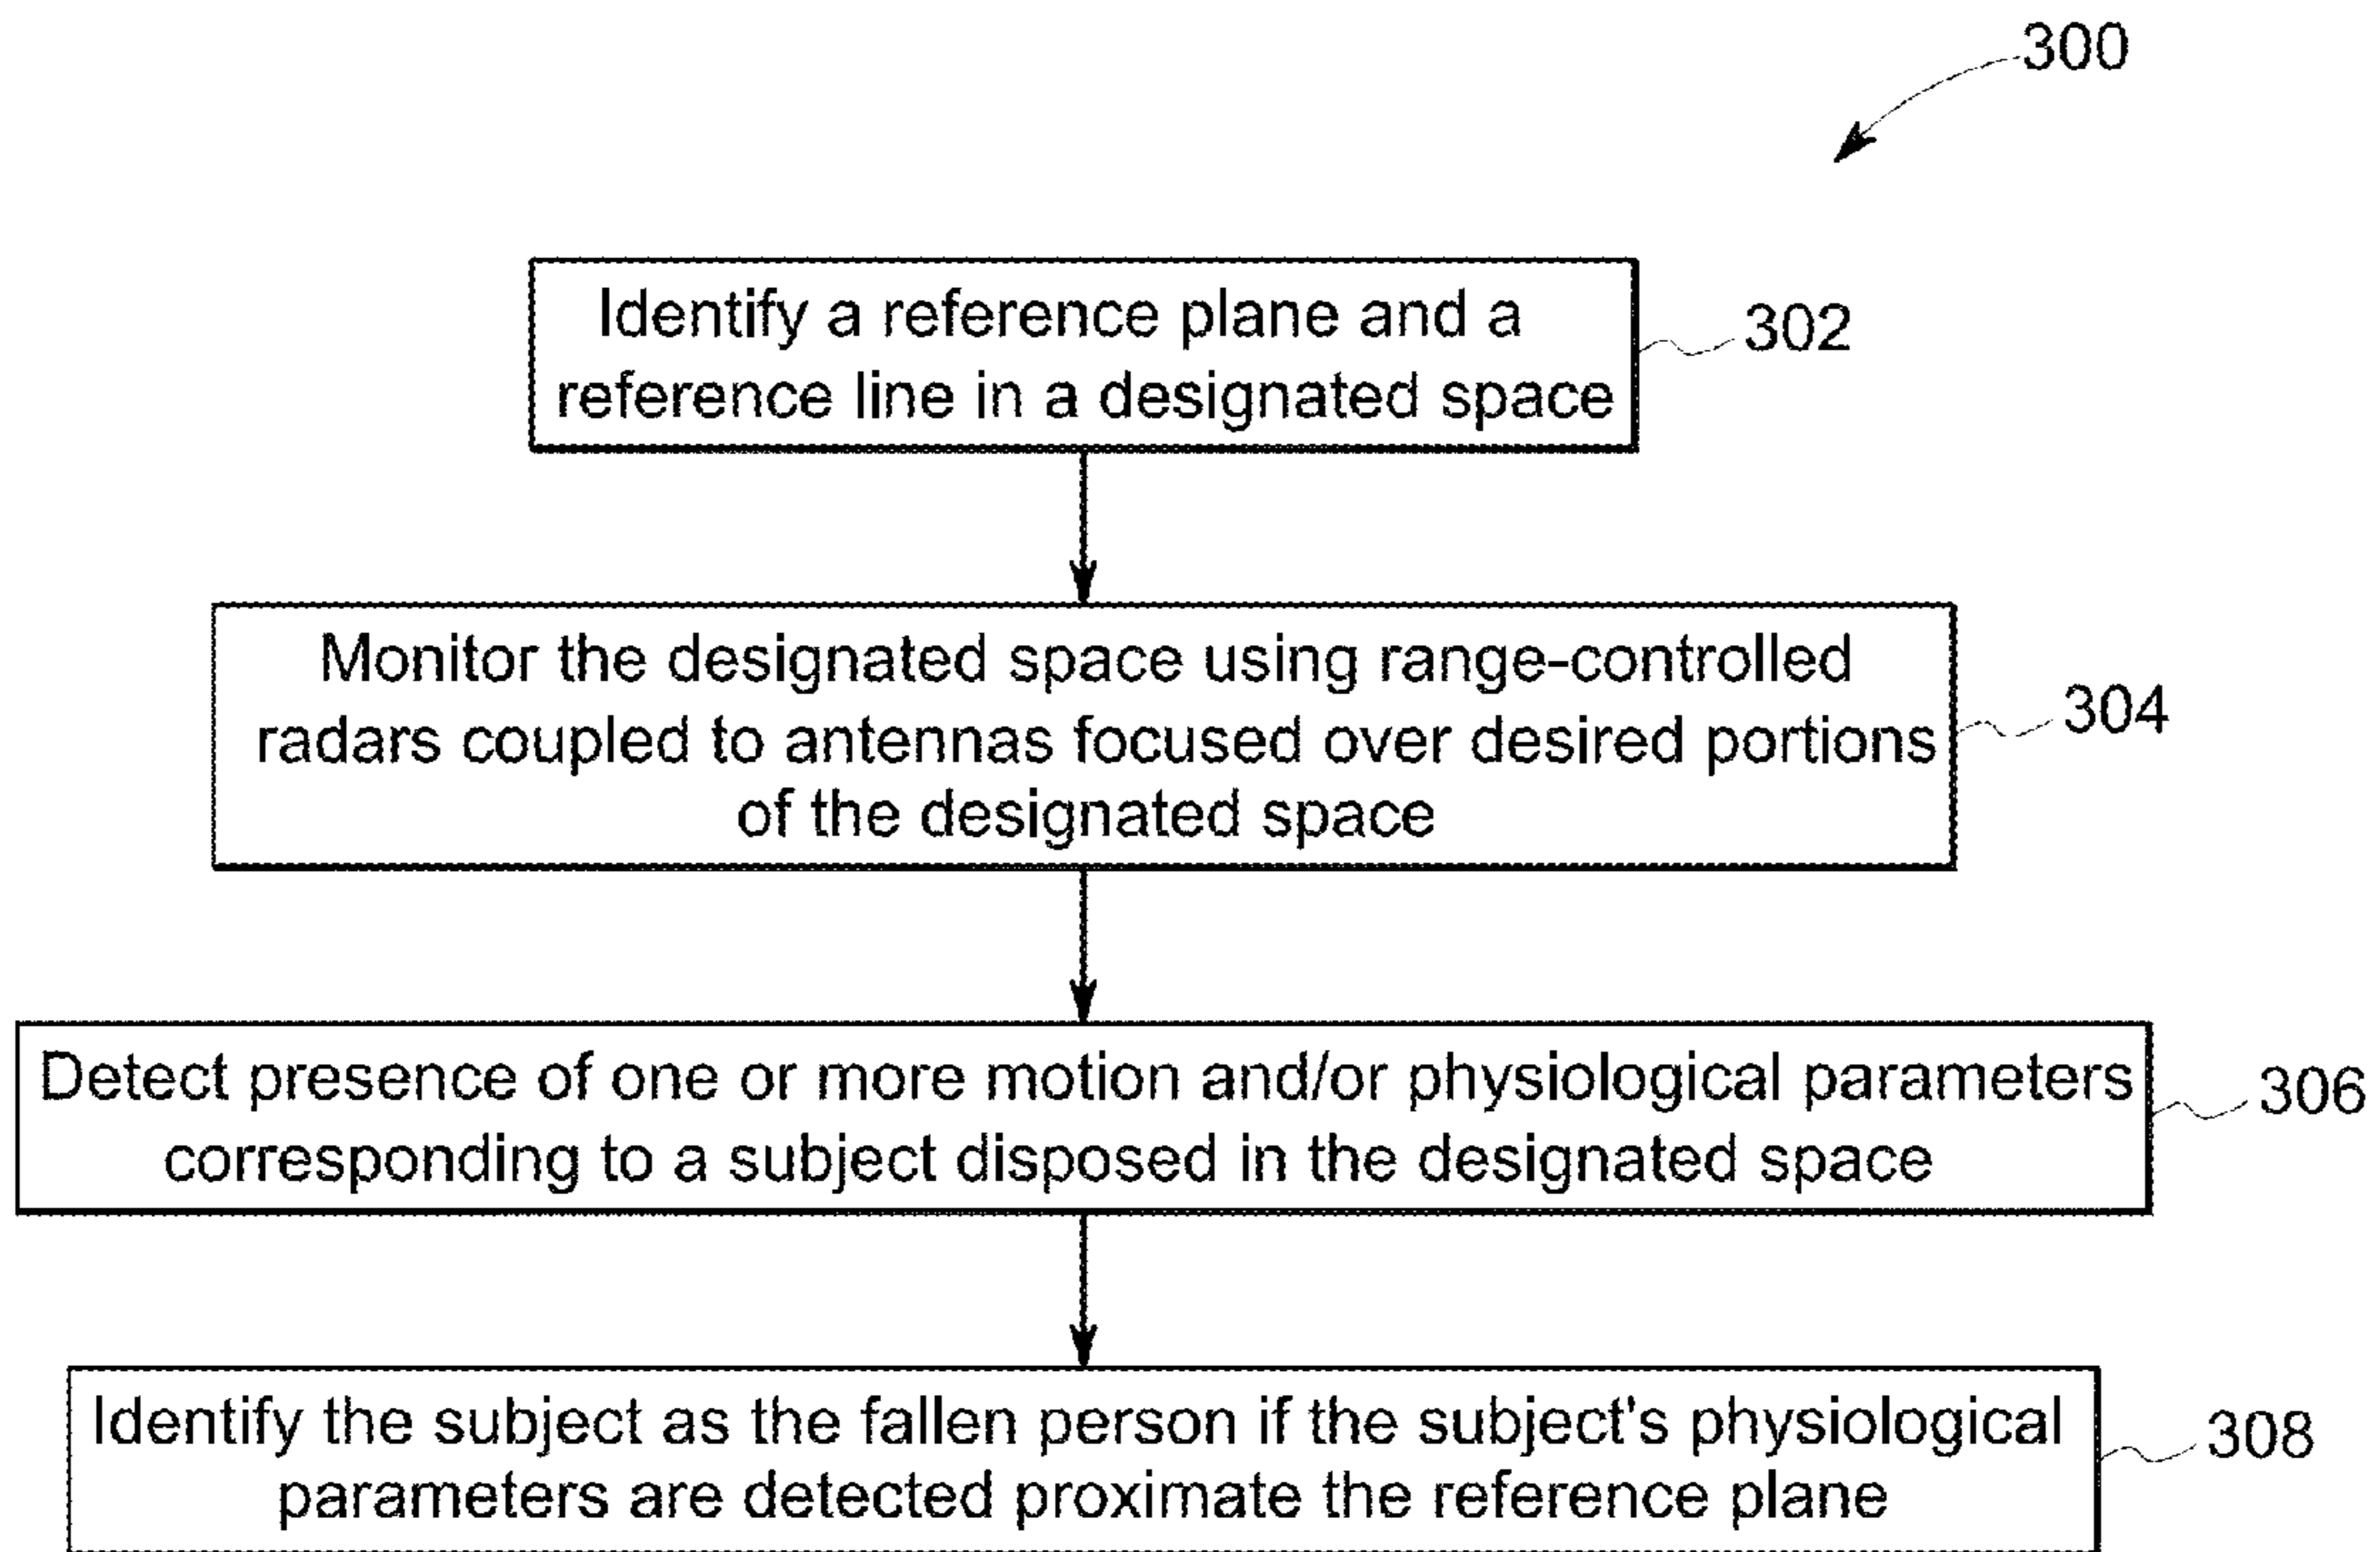 300
Identify a reference plane and a
reference line in a designated space
302
Monitor the designated space using range-controlled
radars coupled to antennas focused over desired portions
of the designated space
304
Detect presence of one or more motion and/or physiological parameters
corresponding to a subject disposed in the designated space
306
Identify the subject as the fallen person if the subject's physiological
parameters are detected proximate the reference plane
308